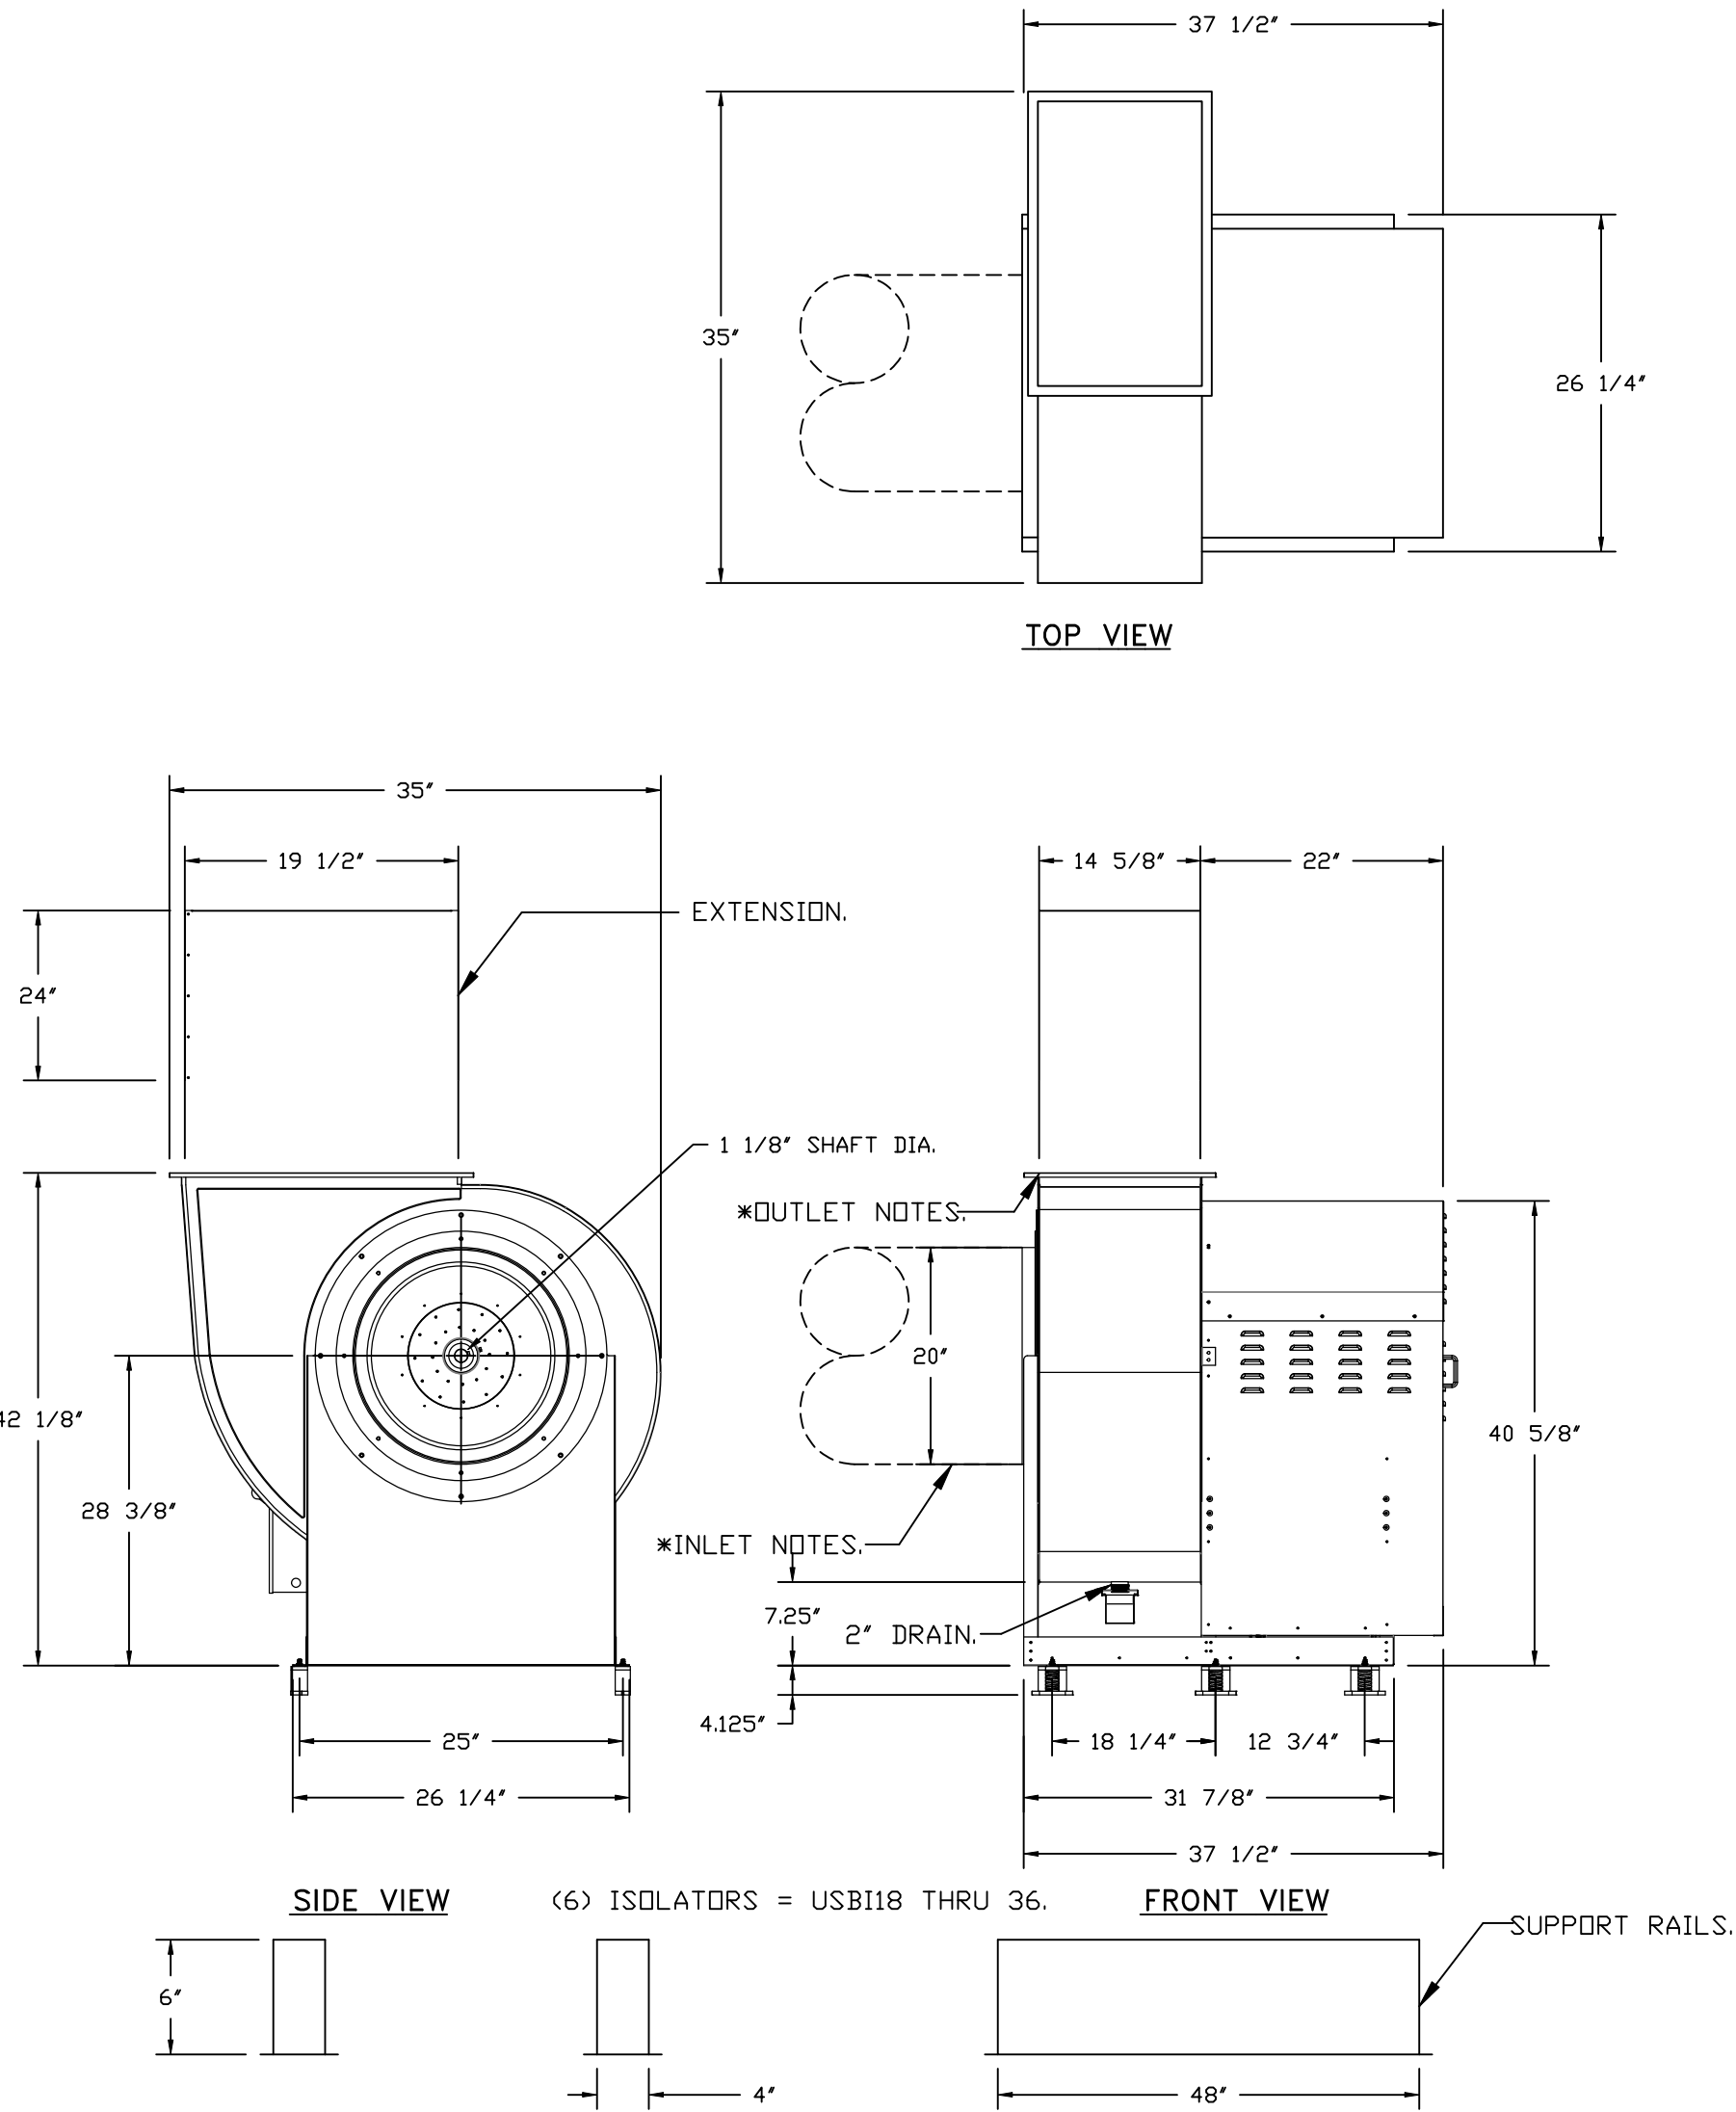 37 1/2"
35"
26 1/4"
TOP VIEW
35"
19 1/2"
14 5/8"
22"
EXTENSION.
24"
1 1/8" SHAFT DIA.
*OUTLET NOTES.
20"
42 1/8"
40 5/8"
28 3/8"
*INLET NOTES.
7.25"
2" DRAIN.
4.125"
25"
18 1/4"
12 3/4"
26 1/4"
31 7/8"
37 1/2"
SIDE VIEW
(6) ISOLATORS = USBI18 THRU 36.
FRONT VIEW
SUPPORT RAILS.
6"
4"
48"